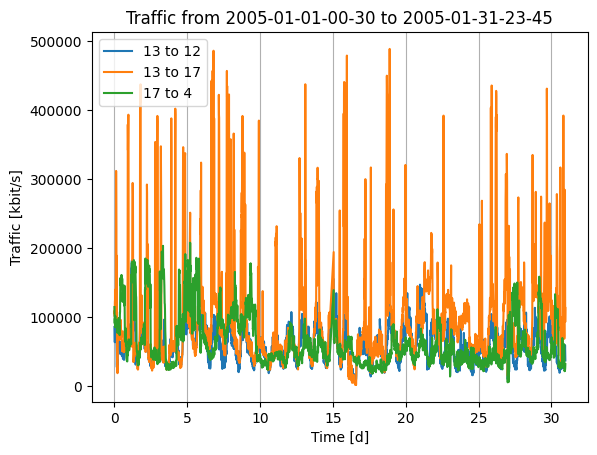 Traffic from 2005-01-01-00-30 to 2005-01-31-23-45
500000
400000
300000
200000
100000
0
Traffic [kbit/s]
13 to 12
13 to 17
17 to 4
0 5 10 15 20 25 30
Time [d]